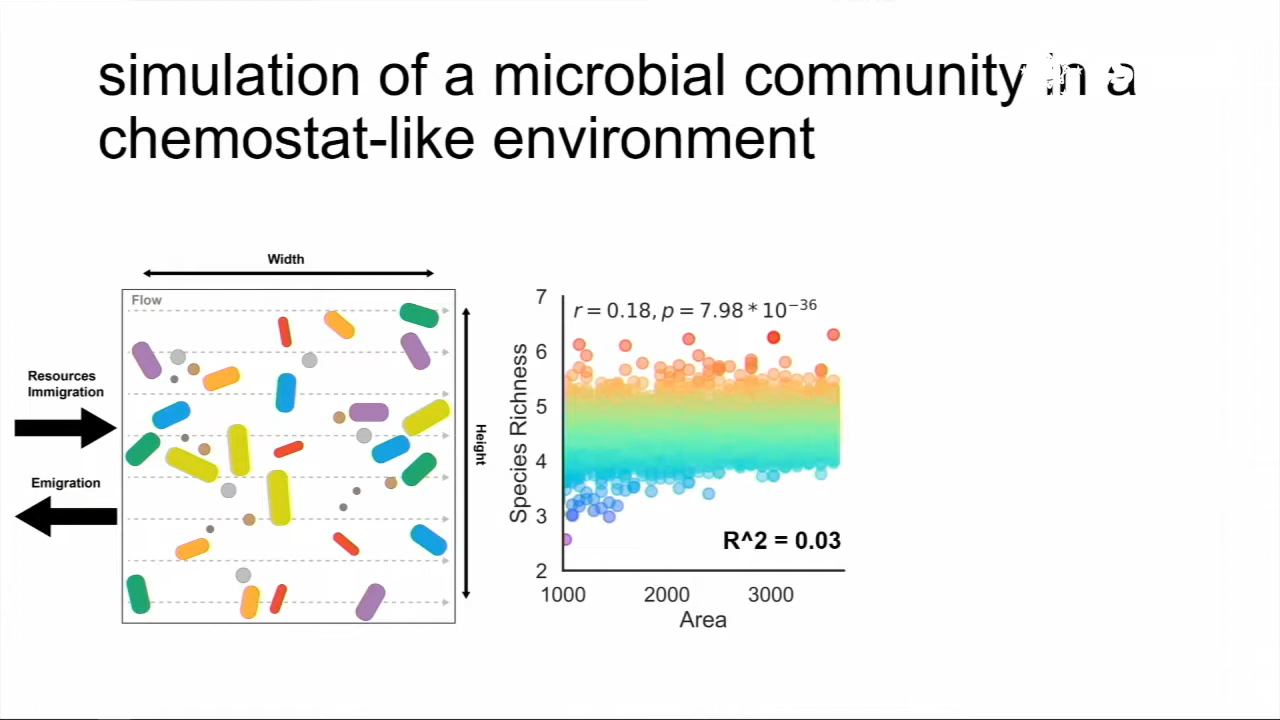 simulation of a microbial community in a
chemostat-like environment
Width
Flow
Resources
Immigration
Emigration
Height
Species Richness
7
6
5
4
3
2
r = 0.18, p = 7.98 * 10⁻³⁶
R^2 = 0.03
1000
2000
3000
Area